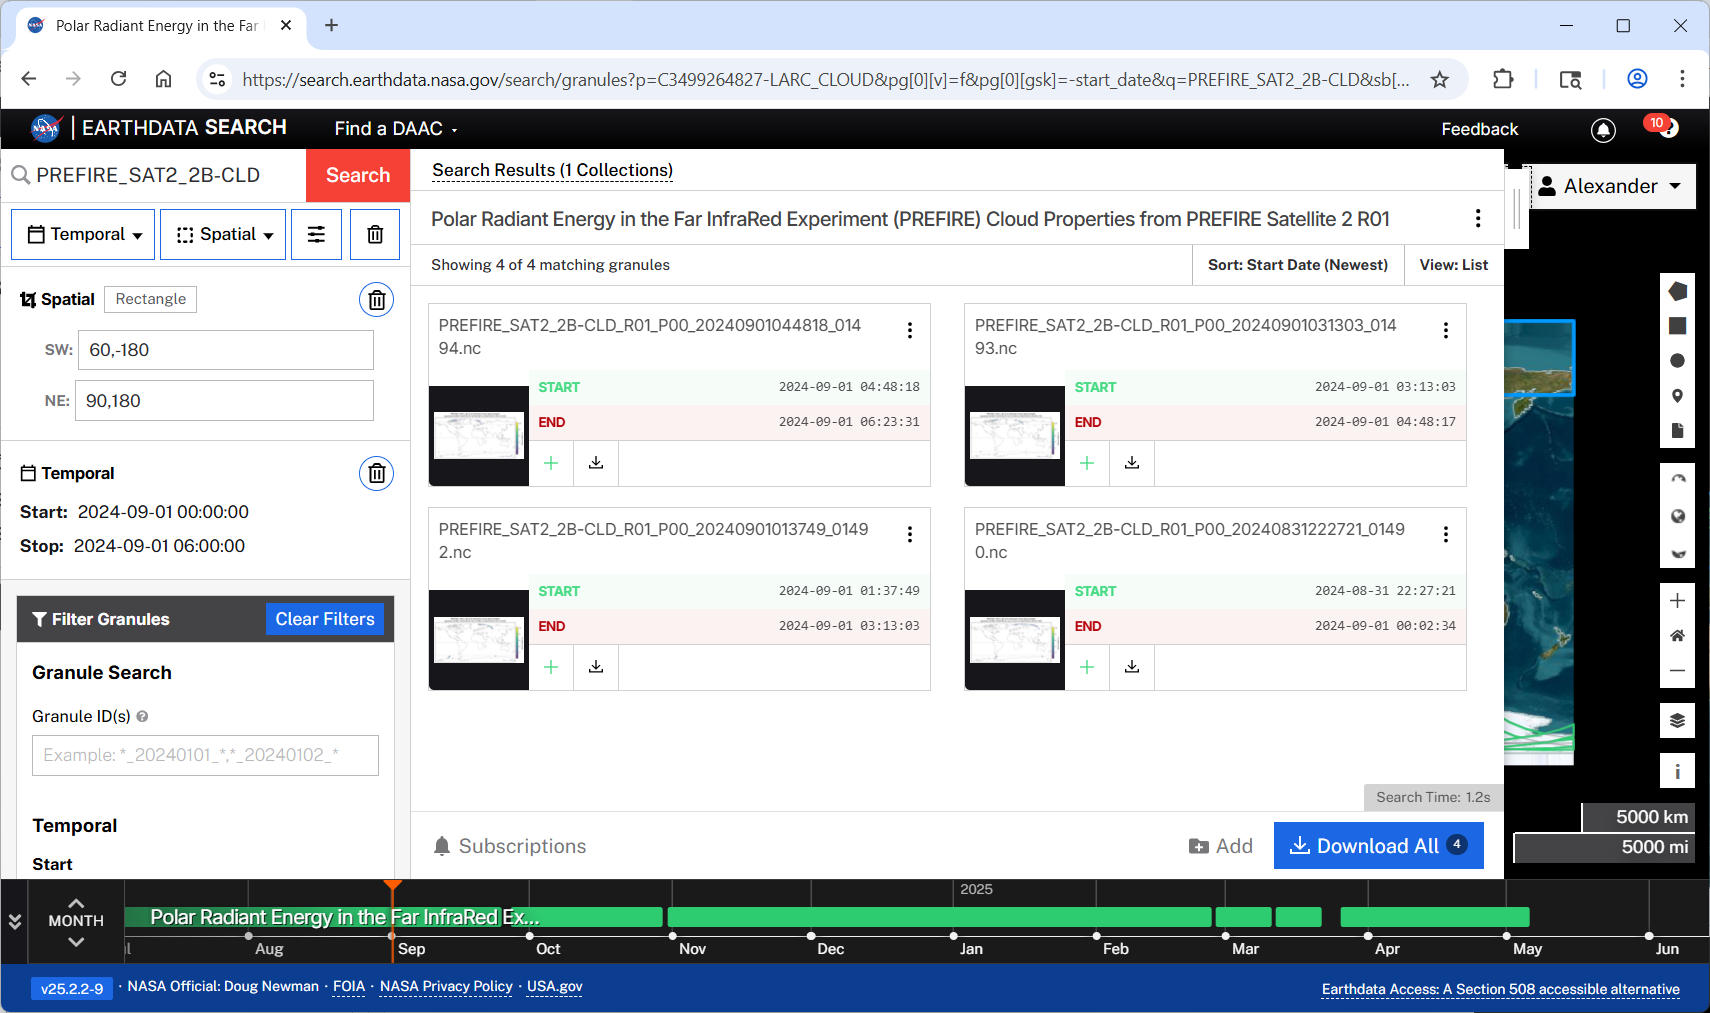 Polar Radiant Energy in the Far
https://search.earthdata.nasa.gov/search/granules?p=C3499264827-LARC_CLOUD&pg[0][v]=f&pg[0][gsk]=-start_date&q=PREFIRE_SAT2_2B-CLD&sb[...
NASA EARTHDATA SEARCH Find a DAAC Feedback 10
PREFIRE_SAT2_2B-CLD Search
Search Results (1 Collections)
Alexander
Polar Radiant Energy in the Far InfraRed Experiment (PREFIRE) Cloud Properties from PREFIRE Satellite 2 R01
Temporal Spatial
Showing 4 of 4 matching granules Sort: Start Date (Newest) View: List
Spatial Rectangle
SW: 60,-180
NE: 90,180
Temporal
Start: 2024-09-01 00:00:00
Stop: 2024-09-01 06:00:00
Filter Granules Clear Filters
Granule Search
Granule ID(s) ?
Example: *_20240101_*,*_20240102_*
Temporal
Start
PREFIRE_SAT2_2B-CLD_R01_P00_20240901044818_014
94.nc
START 2024-09-01 04:48:18
END 2024-09-01 06:23:31
PREFIRE_SAT2_2B-CLD_R01_P00_20240901031303_014
93.nc
START 2024-09-01 03:13:03
END 2024-09-01 04:48:17
PREFIRE_SAT2_2B-CLD_R01_P00_20240901013749_0149
2.nc
START 2024-09-01 01:37:49
END 2024-09-01 03:13:03
PREFIRE_SAT2_2B-CLD_R01_P00_20240831222721_0149
0.nc
START 2024-08-31 22:27:21
END 2024-09-01 00:02:34
Search Time: 1.2s
Subscriptions Add Download All 4
5000 km
5000 mi
2025
MONTH
Polar Radiant Energy in the Far InfraRed Ex...
Aug Sep Oct Nov Dec Jan Feb Mar Apr May Jun
v25.2.2-9 · NASA Official: Doug Newman · FOIA · NASA Privacy Policy · USA.gov
Earthdata Access: A Section 508 accessible alternative